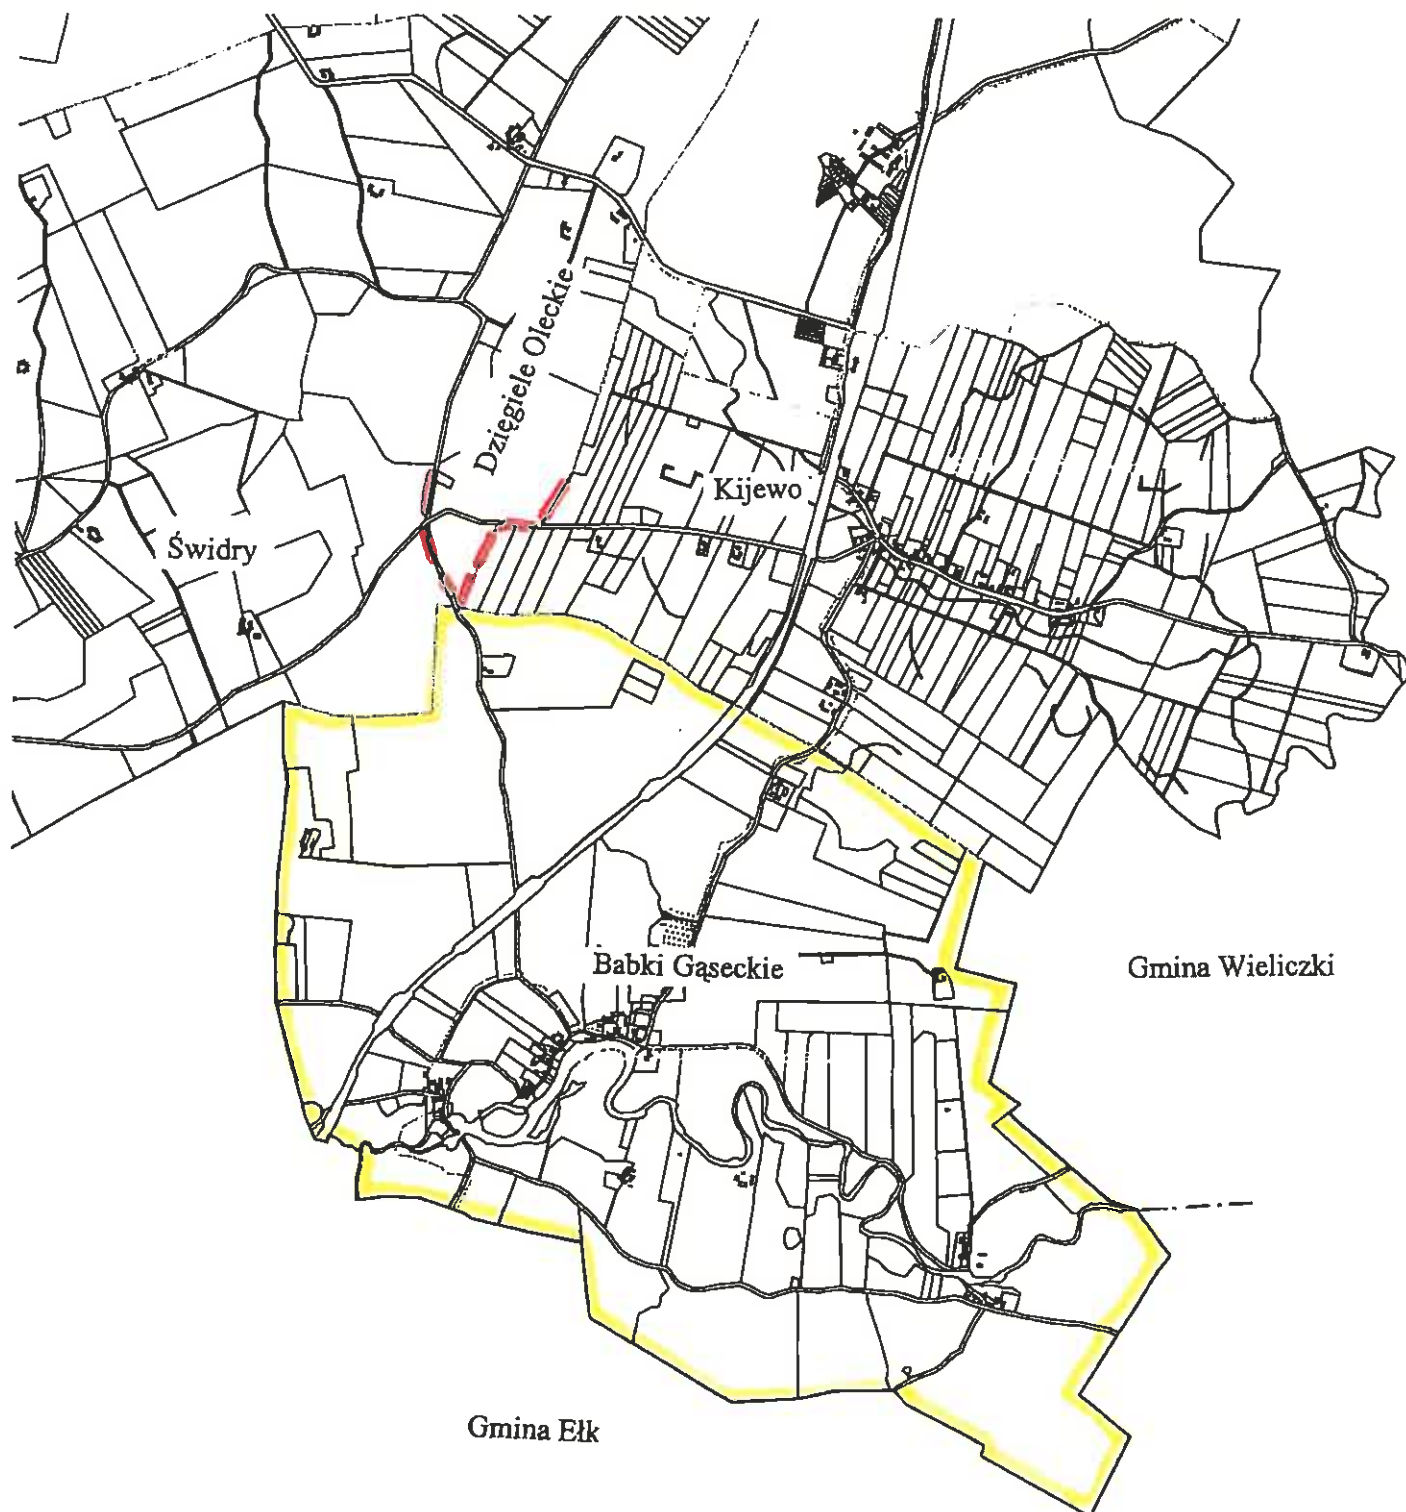 Dzięgiele Oleckie
Kijewo
Świdry
Babki Gąseckie
Gmina Wieliczki
Gmina Ełk